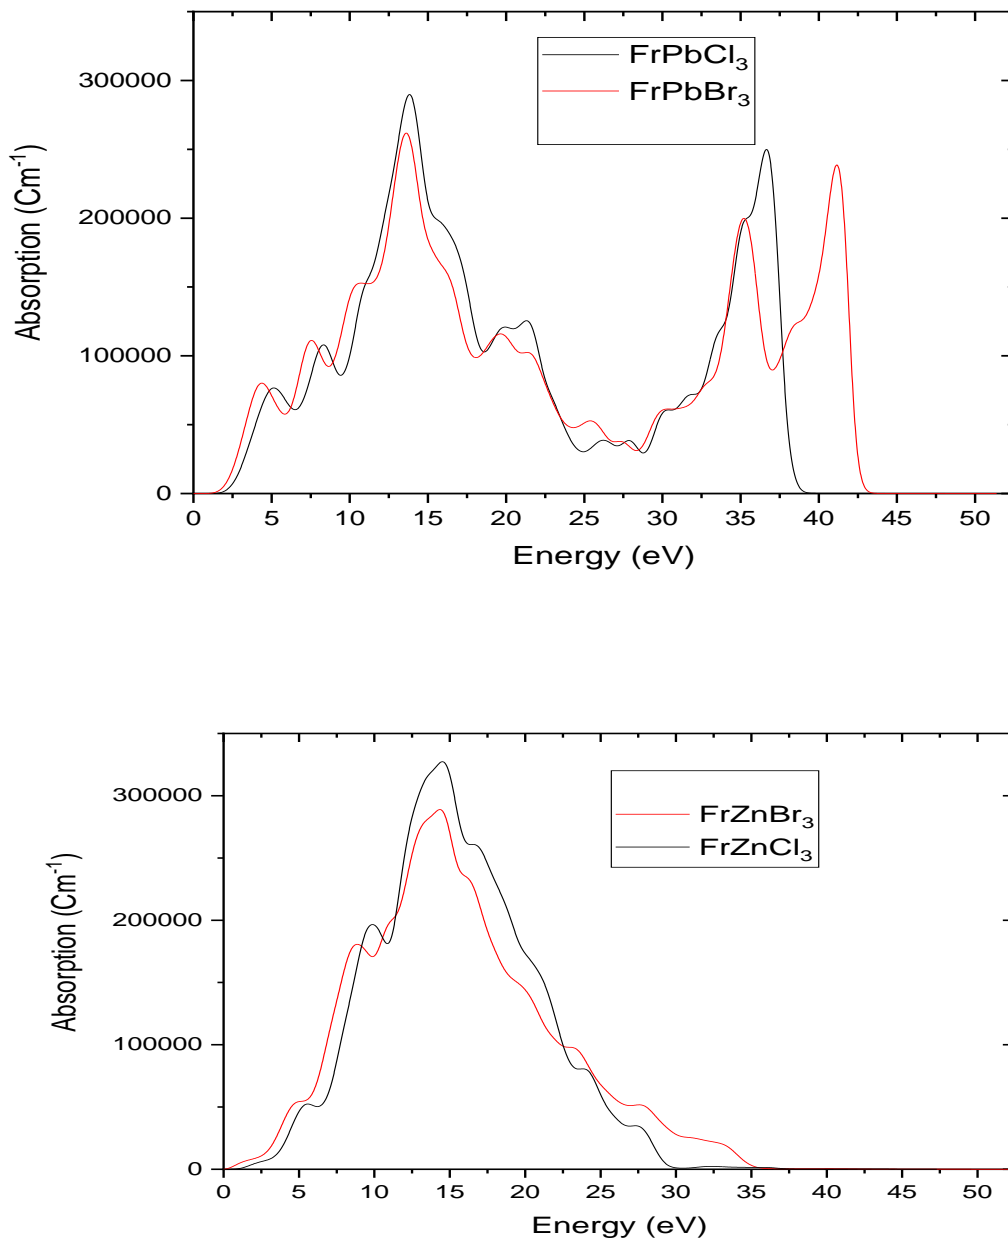 FrPbCl₃
FrPbBr₃
300000
200000
100000
0
Absorption (Cm⁻¹)
0 5 10 15 20 25 30 35 40 45 50
Energy (eV)
FrZnBr₃
FrZnCl₃
300000
200000
100000
0
Absorption (Cm⁻¹)
0 5 10 15 20 25 30 35 40 45 50
Energy (eV)